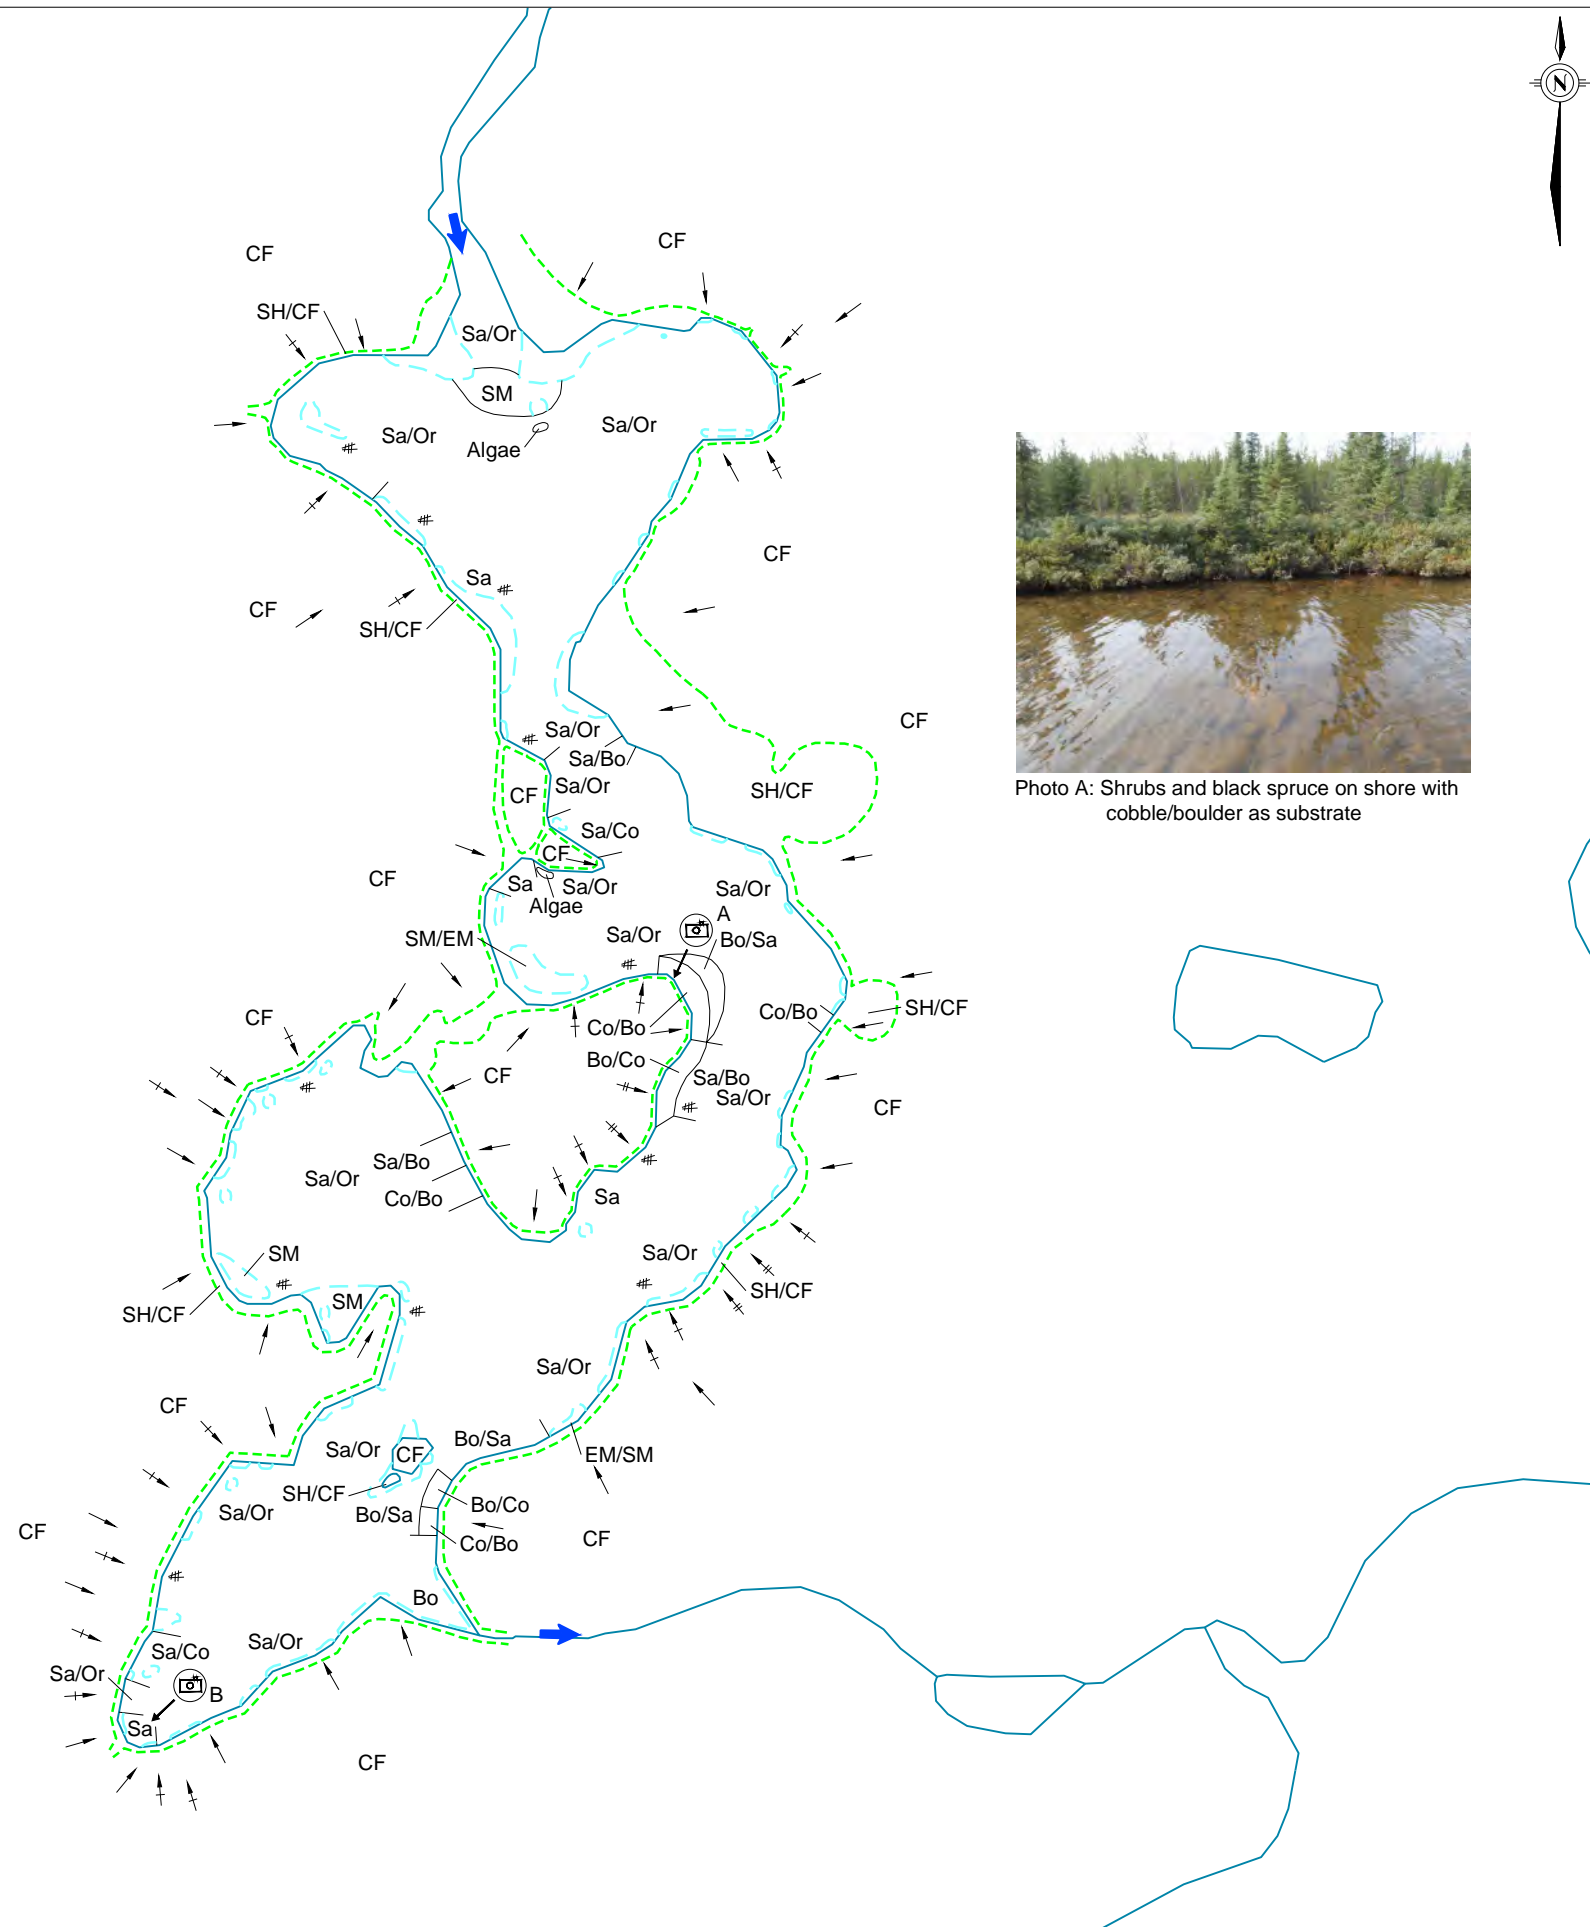 N
CF
CF
SH/CF
Sa/Or
SM
Sa/Or
Sa/Or
Algae
CF
Sa
CF
SH/CF
CF
Sa/Or
Sa/Bo
Sa/Or
SH/CF
CF
Sa/Co
CF
CF
Sa
Sa/Or
Sa/Or
Algae
A
SM/EM
Sa/Or
Bo/Sa
CF
Co/Bo
Co/Bo
SH/CF
Bo/Co
CF
Sa/Bo
Sa/Or
CF
Sa/Bo
Sa/Or
Co/Bo
Sa
SM
Sa/Or
SH/CF
SM
SH/CF
Sa/Or
CF
Bo/Sa
Sa/Or
CF
EM/SM
SH/CF
Bo/Co
Sa/Or
Bo/Sa
CF
CF
Co/Bo
Bo
Sa/Or
Sa/Co
Sa/Or
B
Sa
CF
Photo A: Shrubs and black spruce on shore with
cobble/boulder as substrate